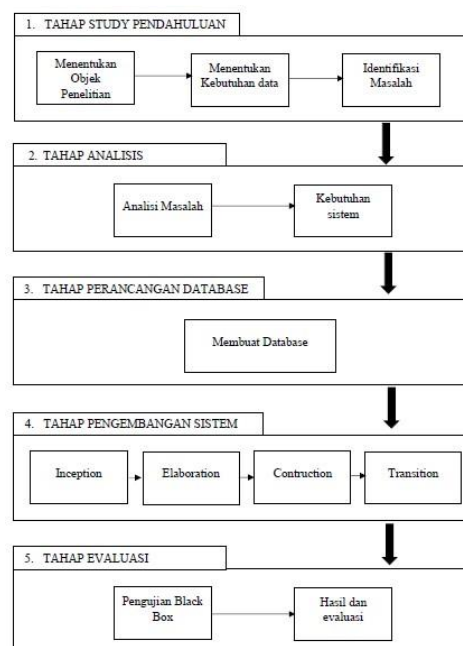 1. TAHAP STUDY PENDAHULUAN
Menentukan
Objek
Penelitian
Menentukan
Kebutuhan data
Identifikasi
Masalah
2. TAHAP ANALISIS
Analisi Masalah
Kebutuhan
sistem
3. TAHAP PERANCANGAN DATABASE
Membuat Database
4. TAHAP PENGEMBANGAN SISTEM
Inception
Elaboration
Contruction
Transition
5. TAHAP EVALUASI
Pengujian Black
Box
Hasil dan
evaluasi